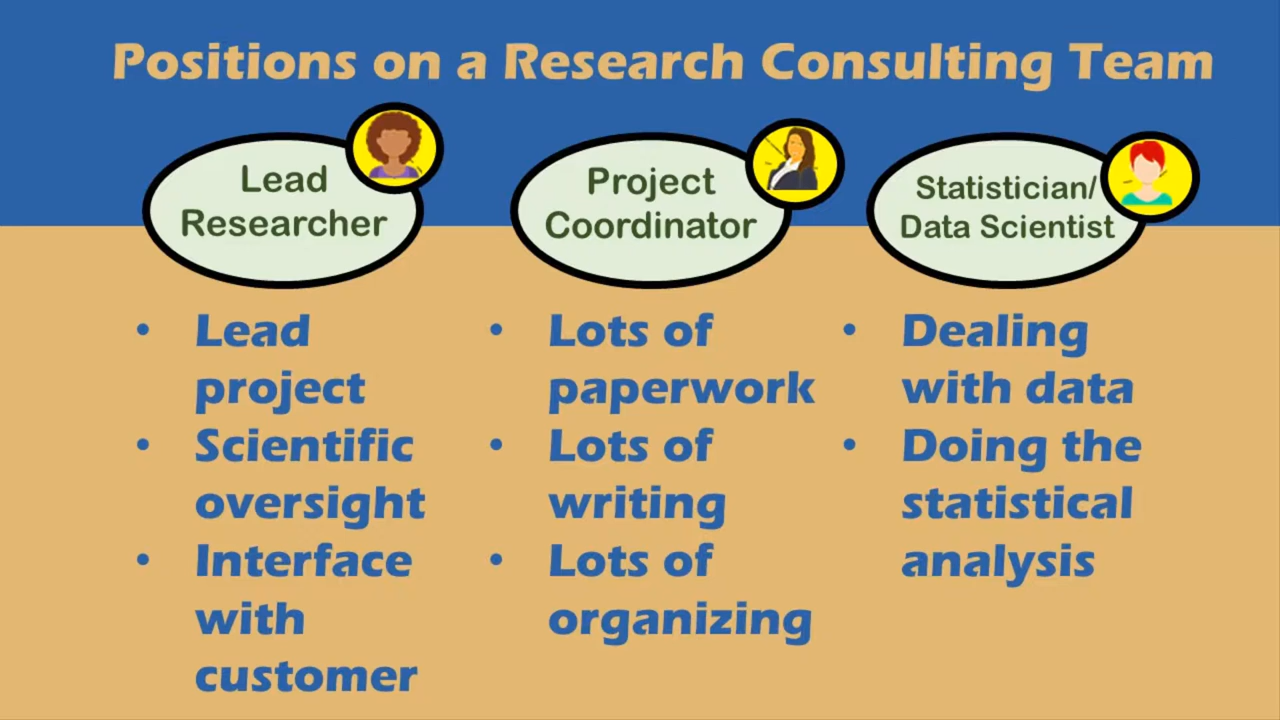 Positions on a Research Consulting Team
Lead
Researcher
Project
Coordinator
Statistician/
Data Scientist
• Lead
project
• Scientific
oversight
• Interface
with
customer
• Lots of
paperwork
• Lots of
writing
• Lots of
organizing
• Dealing
with data
• Doing the
statistical
analysis